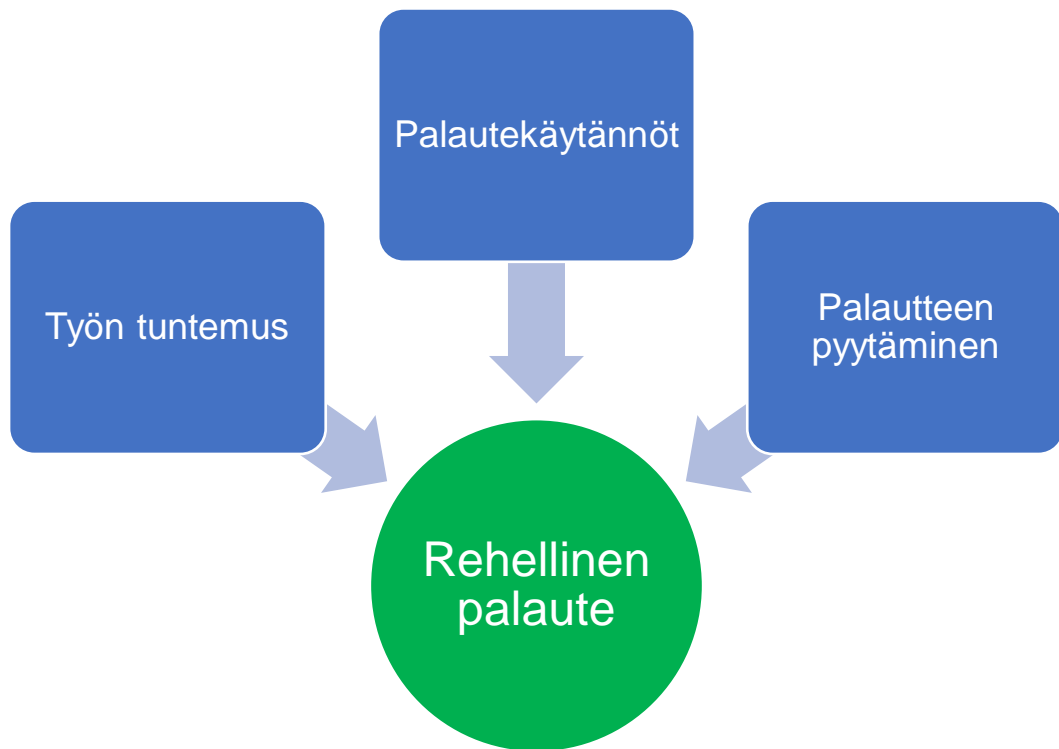 Palautekäytännöt
Työn tuntemus
Palautteen
pyytäminen
Rehellinen
palaute